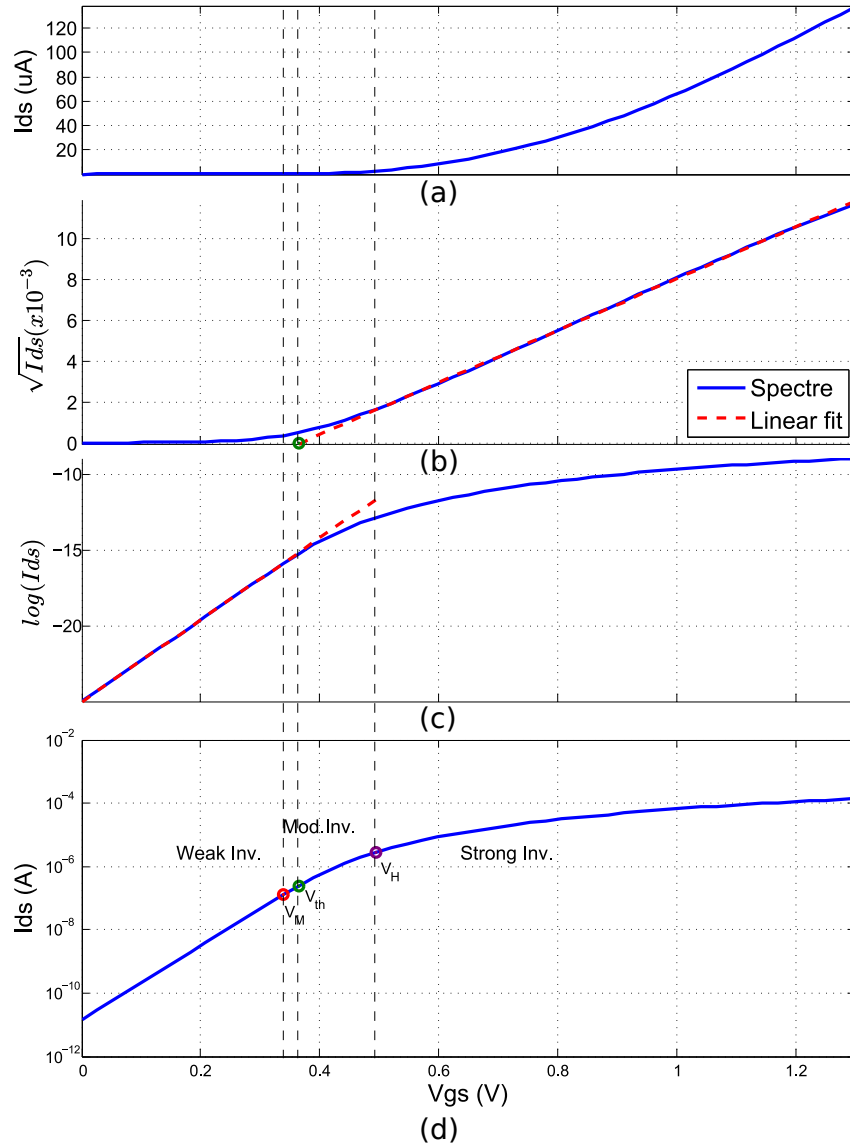 Ids (uA)
120
100
80
60
40
20
(a)
√Ids(x10⁻³)
10
8
6
4
2
0
Spectre
Linear fit
(b)
log(Ids)
−10
−15
−20
(c)
Ids (A)
10⁻²
10⁻⁴
10⁻⁶
10⁻⁸
10⁻¹⁰
10⁻¹²
Mod.Inv.
Weak Inv.
Strong Inv.
V_H
V_th
V_M
0 0.2 0.4 0.6 0.8 1 1.2
Vgs (V)
(d)